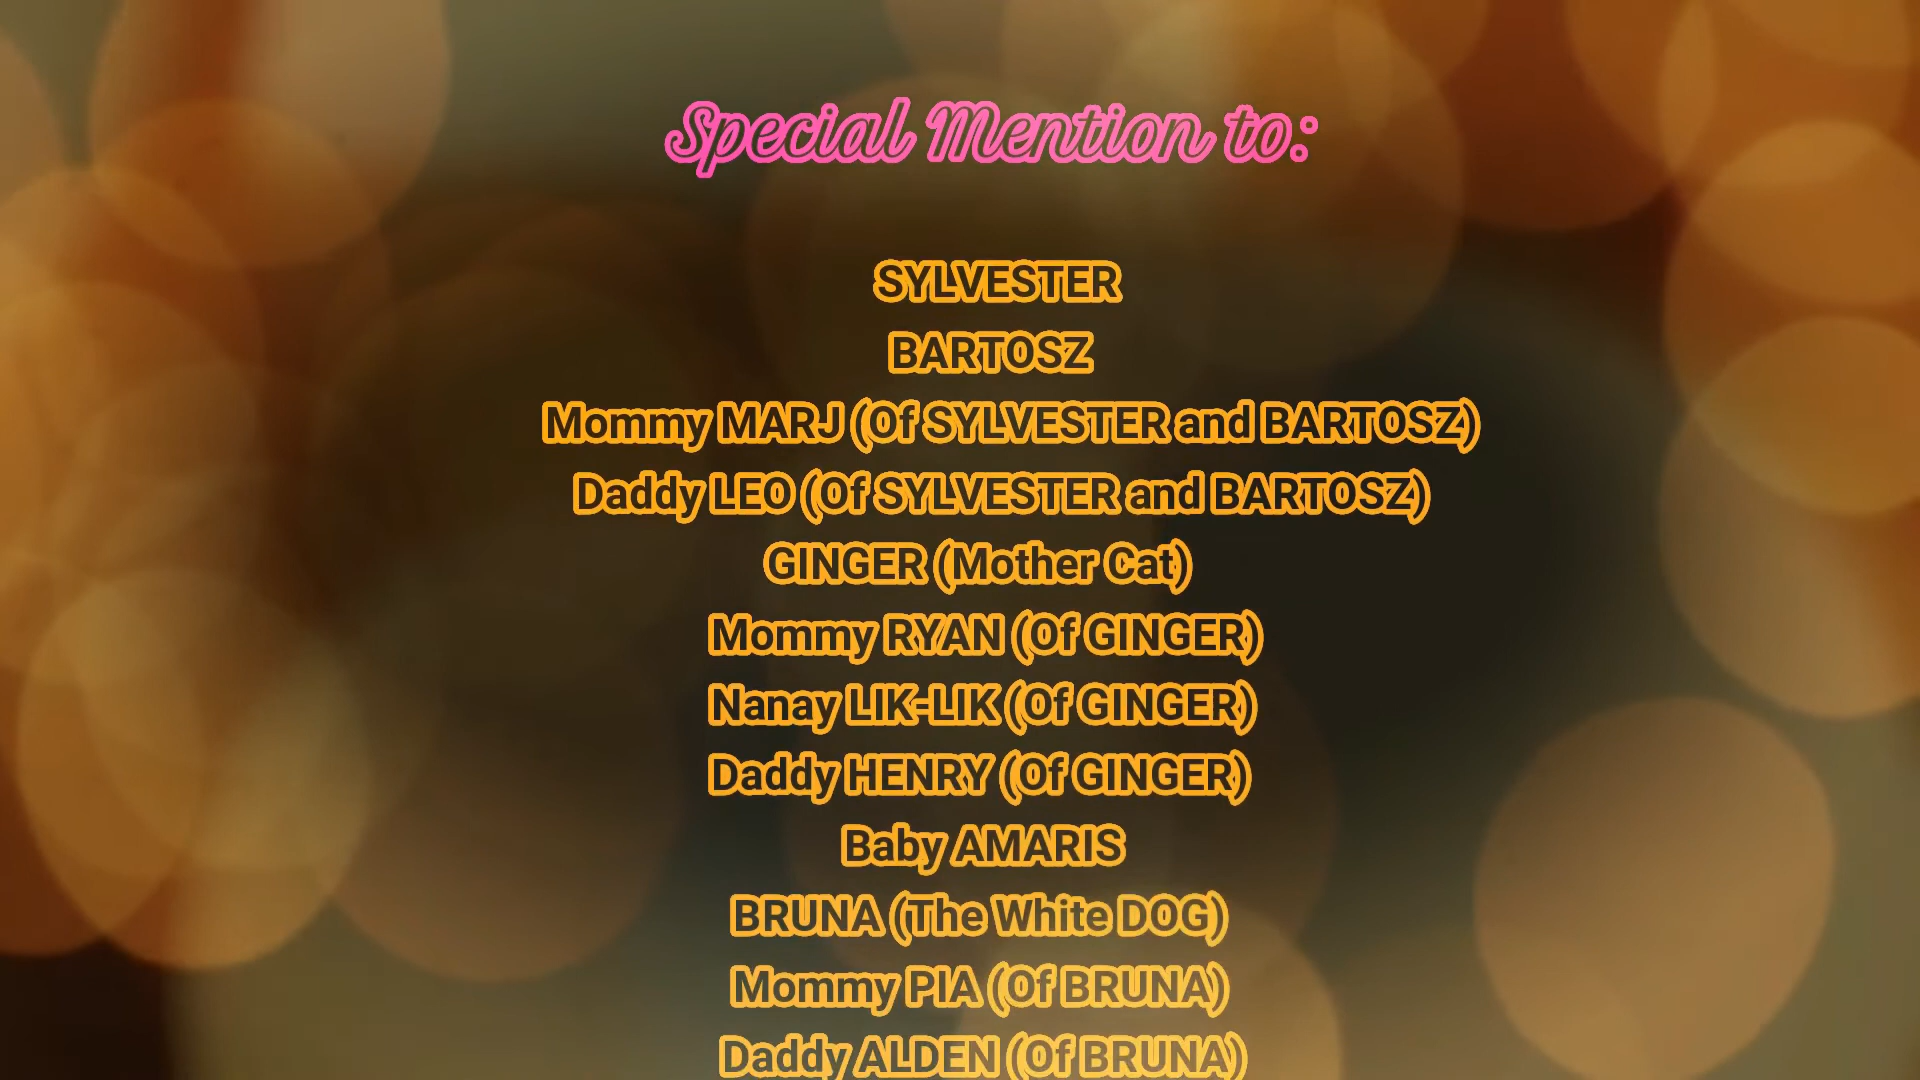 Special Mention to:
SYLVESTER
BARTOSZ
Mommy MARJ (Of SYLVESTER and BARTOSZ)
Daddy LEO (Of SYLVESTER and BARTOSZ)
GINGER (Mother Cat)
Mommy RYAN (Of GINGER)
Nanay LIK-LIK (Of GINGER)
Daddy HENRY (Of GINGER)
Baby AMARIS
BRUNA (The White DOG)
Mommy PIA (Of BRUNA)
Daddy ALDEN (Of BRUNA)